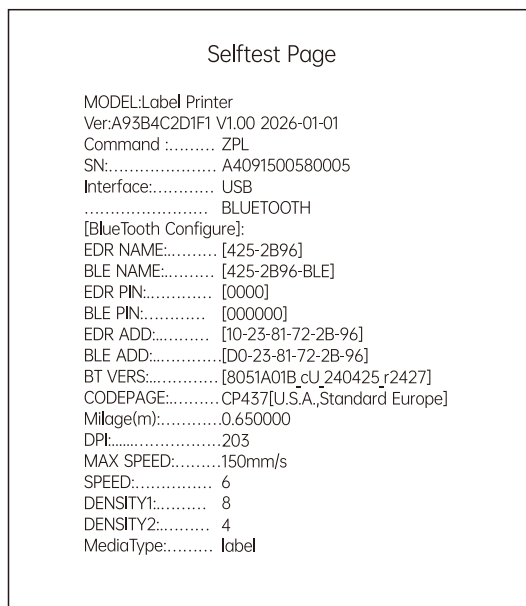 Selftest Page
MODEL:Label Printer
Ver:A93B4C2D1F1 V1.00 2026-01-01
Command :......... ZPL
SN:..................... A4091500580005
Interface:............ USB
....................... BLUETOOTH
[BlueTooth Configure]:
EDR NAME:.......... [425-2B96]
BLE NAME:.......... [425-2B96-BLE]
EDR PIN:............. [0000]
BLE PIN:............ [000000]
EDR ADD:.......... [10-23-81-72-2B-96]
BLE ADD:............[D0-23-81-72-2B-96]
BT VERS:............. [8051A01B_cU_240425_r2427]
CODEPAGE:......... CP437[U.S.A.,Standard Europe]
Milage(m):............0.650000
DPI:.......................203
MAX SPEED:.........150mm/s
SPEED:............... 6
DENSITY1:.......... 8
DENSITY2:.......... 4
MediaType:......... label